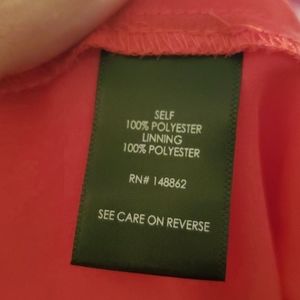 SELF
100% POLYESTER
LINNING
100% POLYESTER
RN# 148862
SEE CARE ON REVERSE